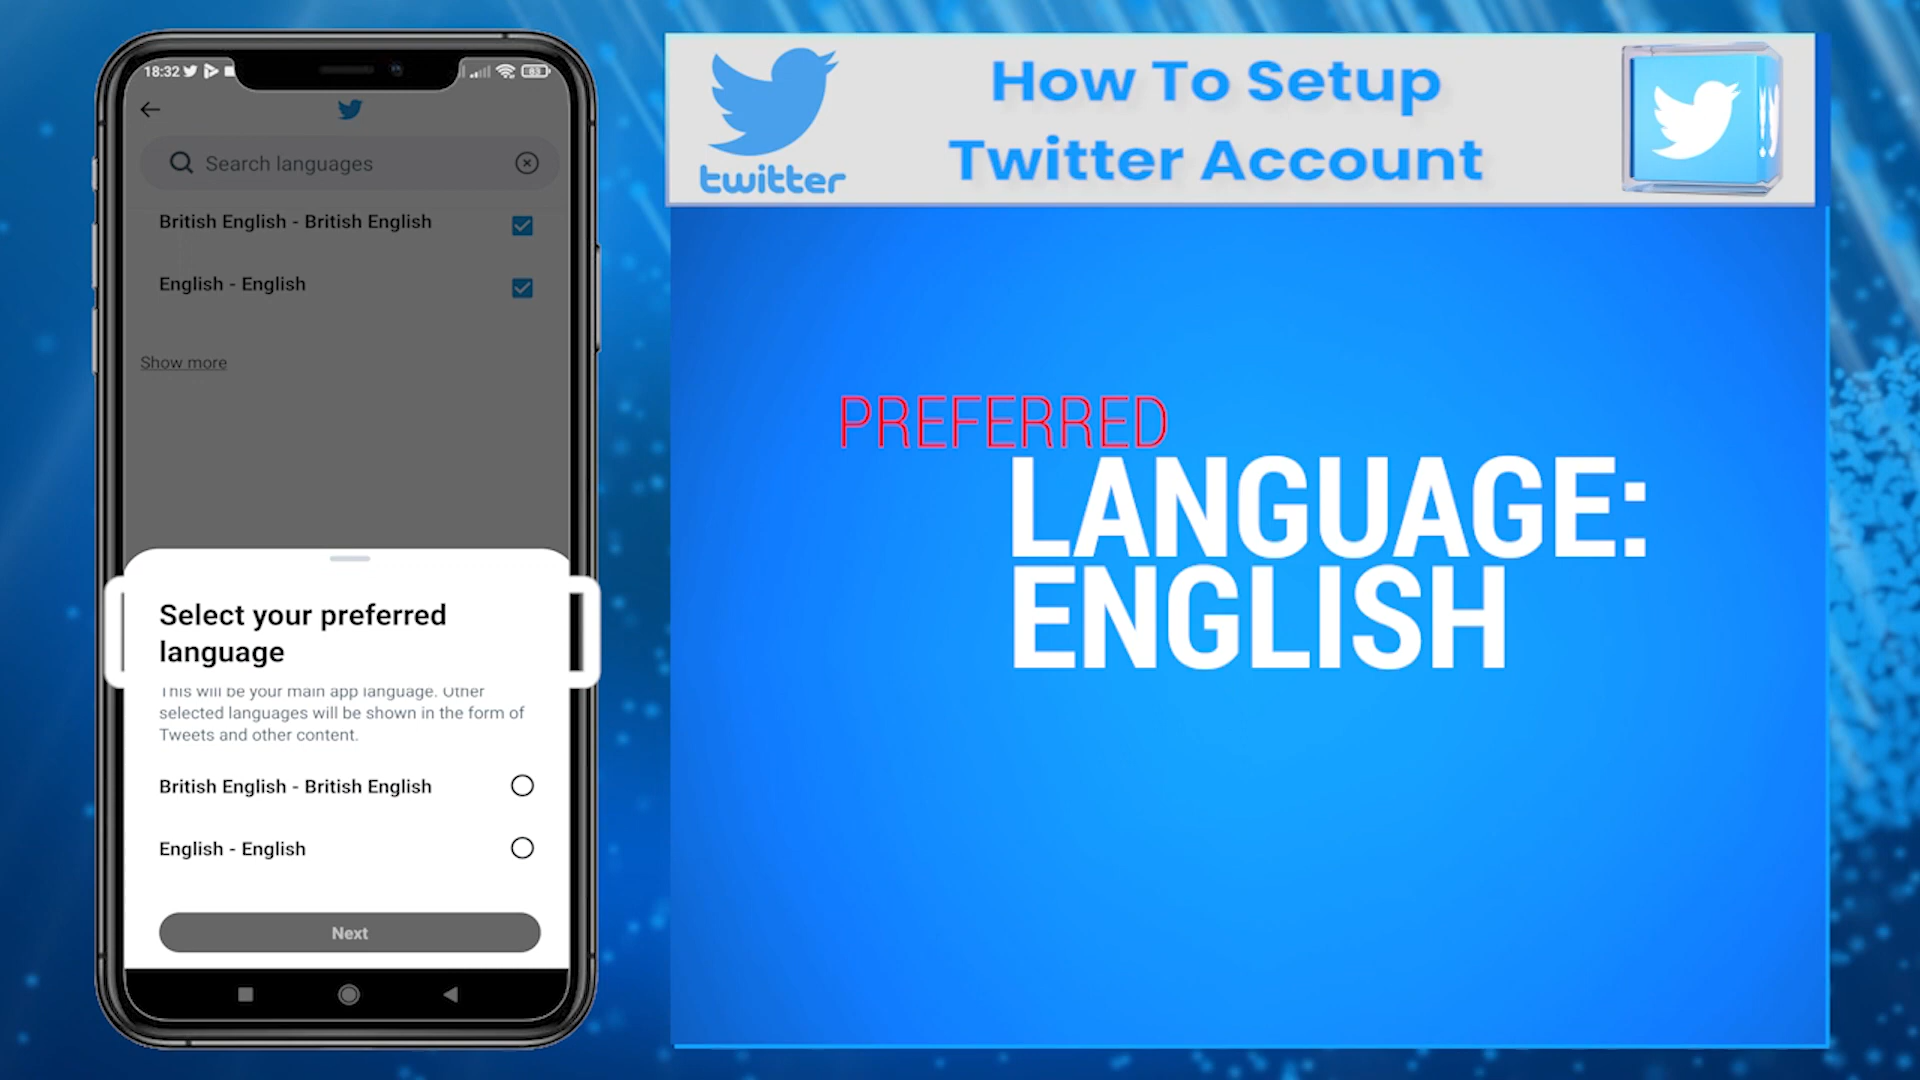 18:32
83
Search languages
British English - British English
English - English
Show more
Select your preferred
language
This will be your main app language. Other
selected languages will be shown in the form of
Tweets and other content.
British English - British English
English - English
Next
twitter
How To Setup
Twitter Account
PREFERRED
LANGUAGE:
ENGLISH